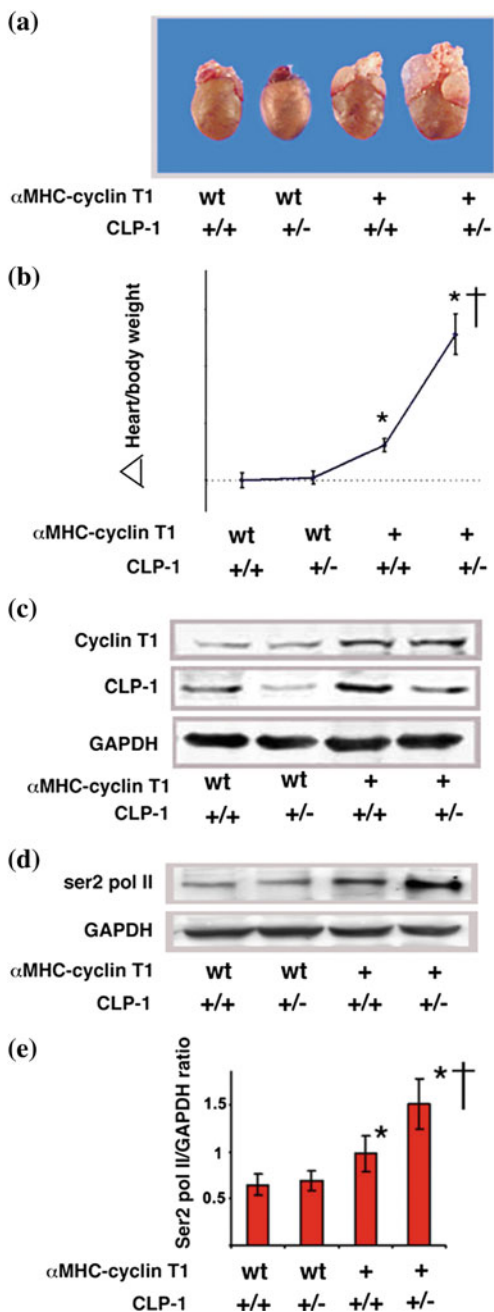 (a)
αMHC-cyclin T1 wt wt + +
CLP-1 +/+ +/- +/+ +/-
(b)
△ Heart/body weight
* *†
αMHC-cyclin T1 wt wt + +
CLP-1 +/+ +/- +/+ +/-
(c)
Cyclin T1
CLP-1
GAPDH
αMHC-cyclin T1 wt wt + +
CLP-1 +/+ +/- +/+ +/-
(d)
ser2 pol II
GAPDH
αMHC-cyclin T1 wt wt + +
CLP-1 +/+ +/- +/+ +/-
(e)
Ser2 pol II/GAPDH ratio
1.5
1
0.5
* *†
αMHC-cyclin T1 wt wt + +
CLP-1 +/+ +/- +/+ +/-